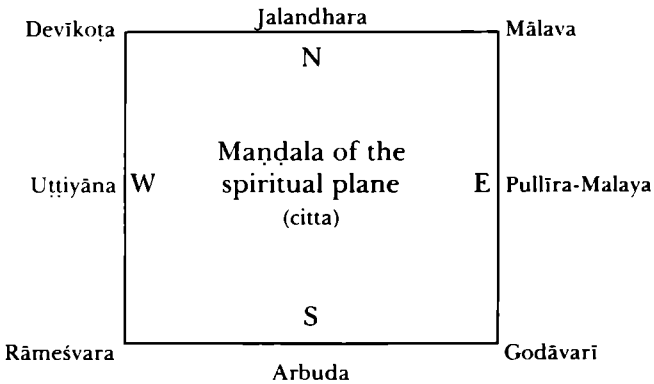 Jalandhara
Devīkoṭa
Mālava
N
Maṇḍala of the
spiritual plane
(citta)
Uṭṭiyāna
W
E
Pullīra-Malaya
S
Rāmeśvara
Godāvarī
Arbuda